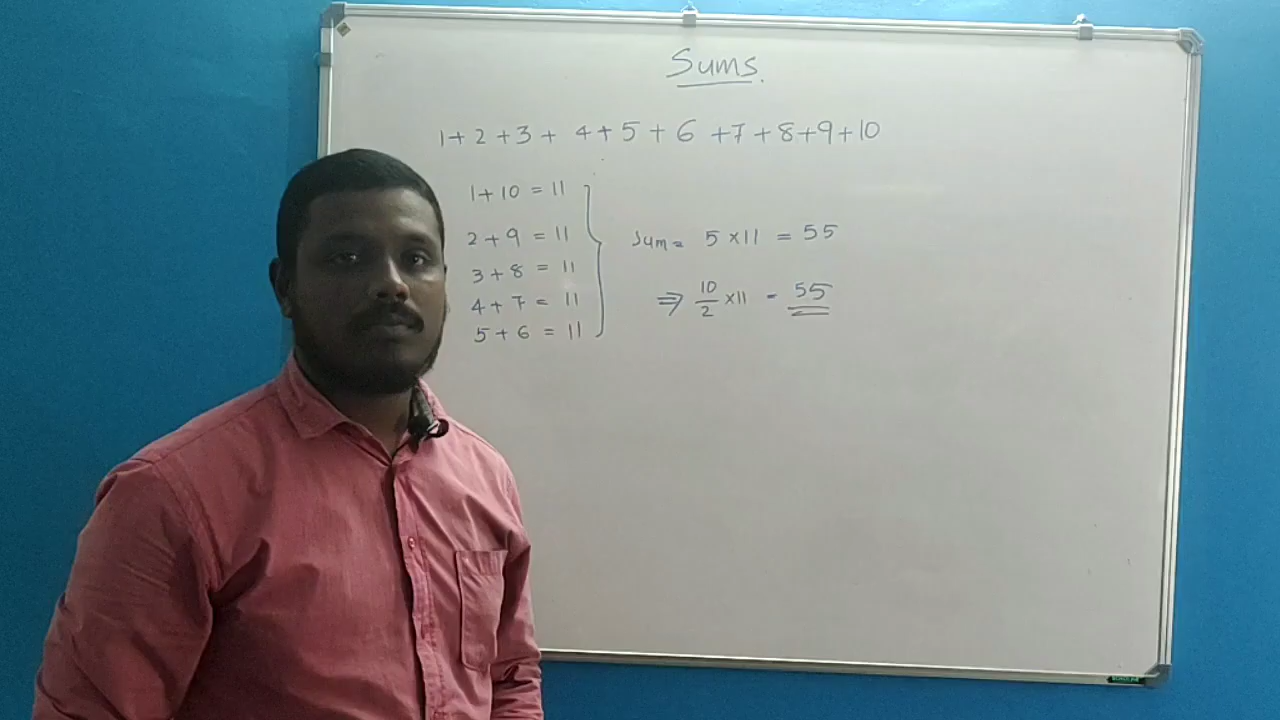 Sums.
1+2+3+ 4+5+6+7+8+9+10
1+10 = 11
2+9 = 11
3+8 = 11
4+7 = 11
5+6 = 11
Sum = 5×11 = 55
⇒ 10/2 ×11 = 55